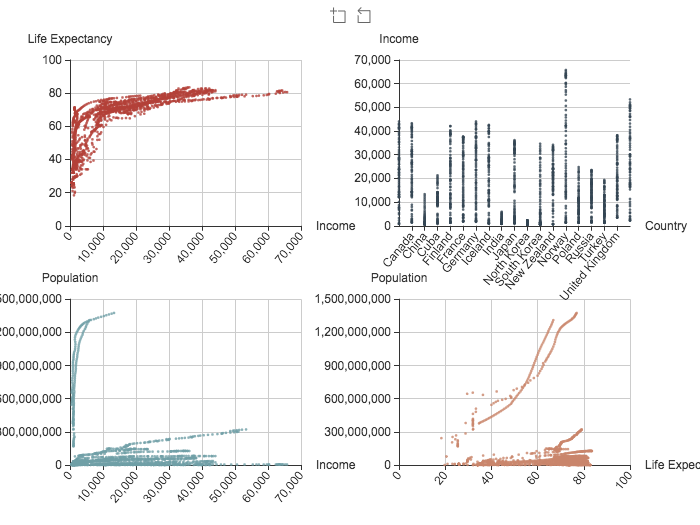 Life Expectancy
100
80
60
40
20
0
0
10,000
20,000
30,000
40,000
50,000
60,000
70,000
Income
Income
70,000
60,000
50,000
40,000
30,000
20,000
10,000
0
Canada
China
Cuba
Finland
France
Germany
Iceland
India
Japan
North Korea
South Korea
New Zealand
Norway
Poland
Russia
Turkey
United Kingdom
Country
Population
500,000,000
200,000,000
900,000,000
600,000,000
300,000,000
0
0
10,000
20,000
30,000
40,000
50,000
60,000
70,000
Income
Population
1,500,000,000
1,200,000,000
900,000,000
600,000,000
300,000,000
0
0
20
40
60
80
100
Life Expec